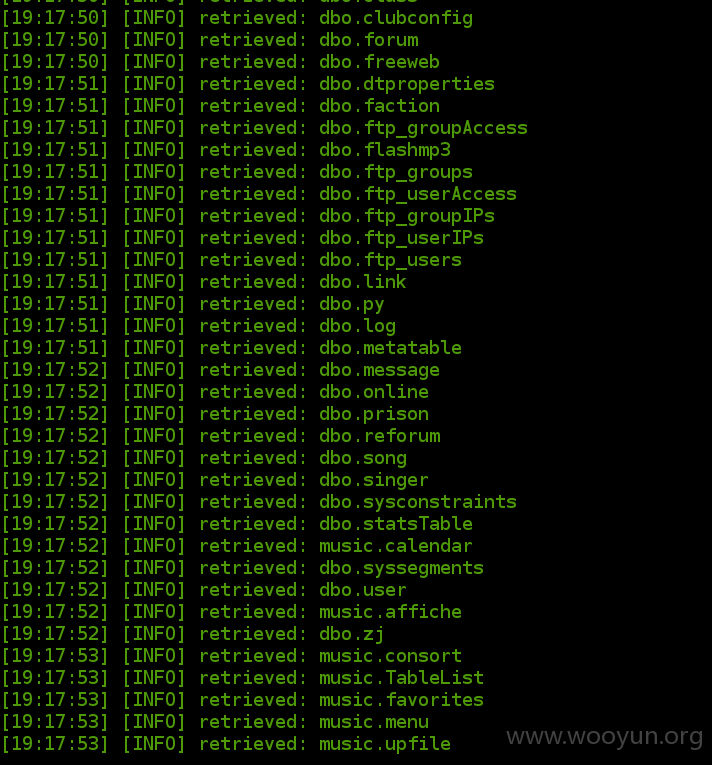 [19:17:50] [INFO] retrieved: dbo.clubconfig
[19:17:50] [INFO] retrieved: dbo.forum
[19:17:50] [INFO] retrieved: dbo.freeweb
[19:17:51] [INFO] retrieved: dbo.dtproperties
[19:17:51] [INFO] retrieved: dbo.faction
[19:17:51] [INFO] retrieved: dbo.ftp_groupAccess
[19:17:51] [INFO] retrieved: dbo.flashmp3
[19:17:51] [INFO] retrieved: dbo.ftp_groups
[19:17:51] [INFO] retrieved: dbo.ftp_userAccess
[19:17:51] [INFO] retrieved: dbo.ftp_groupIPs
[19:17:51] [INFO] retrieved: dbo.ftp_userIPs
[19:17:51] [INFO] retrieved: dbo.ftp_users
[19:17:51] [INFO] retrieved: dbo.link
[19:17:51] [INFO] retrieved: dbo.py
[19:17:51] [INFO] retrieved: dbo.log
[19:17:51] [INFO] retrieved: dbo.metatable
[19:17:52] [INFO] retrieved: dbo.message
[19:17:52] [INFO] retrieved: dbo.online
[19:17:52] [INFO] retrieved: dbo.prison
[19:17:52] [INFO] retrieved: dbo.reforum
[19:17:52] [INFO] retrieved: dbo.song
[19:17:52] [INFO] retrieved: dbo.singer
[19:17:52] [INFO] retrieved: dbo.sysconstraints
[19:17:52] [INFO] retrieved: dbo.statsTable
[19:17:52] [INFO] retrieved: music.calendar
[19:17:52] [INFO] retrieved: dbo.syssegments
[19:17:52] [INFO] retrieved: dbo.user
[19:17:52] [INFO] retrieved: music.affiche
[19:17:52] [INFO] retrieved: dbo.zj
[19:17:53] [INFO] retrieved: music.consort
[19:17:53] [INFO] retrieved: music.TableList
[19:17:53] [INFO] retrieved: music.favorites
[19:17:53] [INFO] retrieved: music.menu
[19:17:53] [INFO] retrieved: music.upfile
www.wooyun.org